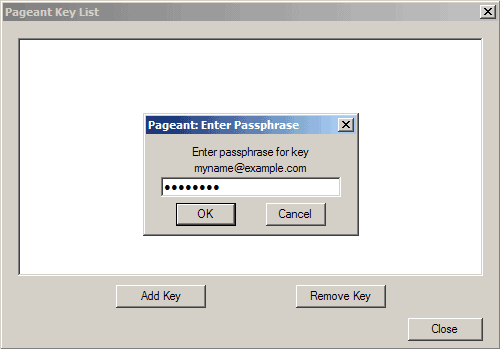 Pageant Key List
Pageant: Enter Passphrase
Enter passphrase for key
myname@example.com
••••••••
OK
Cancel
Add Key
Remove Key
Close